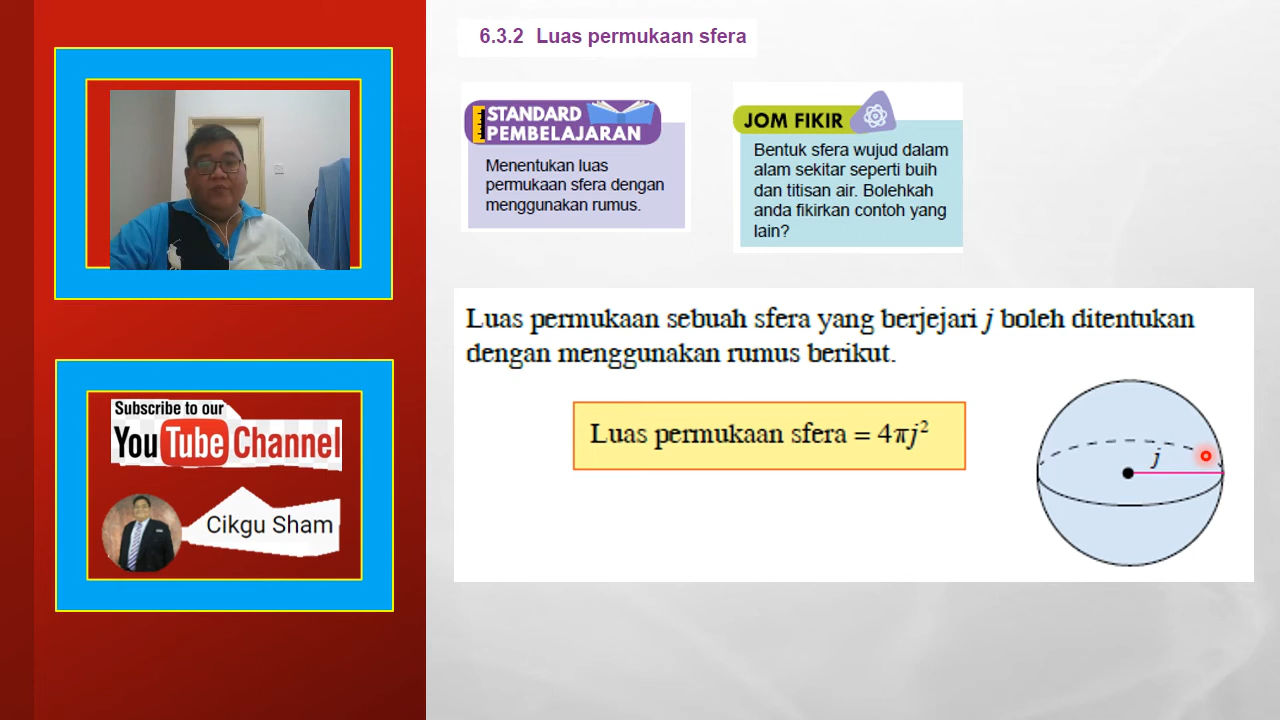 6.3.2 Luas permukaan sfera
STANDARD
PEMBELAJARAN
Menentukan luas
permukaan sfera dengan
menggunakan rumus.
JOM FIKIR
Bentuk sfera wujud dalam
alam sekitar seperti buih
dan titisan air. Bolehkah
anda fikirkan contoh yang
lain?
Luas permukaan sebuah sfera yang berjejari j boleh ditentukan
dengan menggunakan rumus berikut.
Luas permukaan sfera = 4πj²
j
Subscribe to our
YouTube Channel
Cikgu Sham